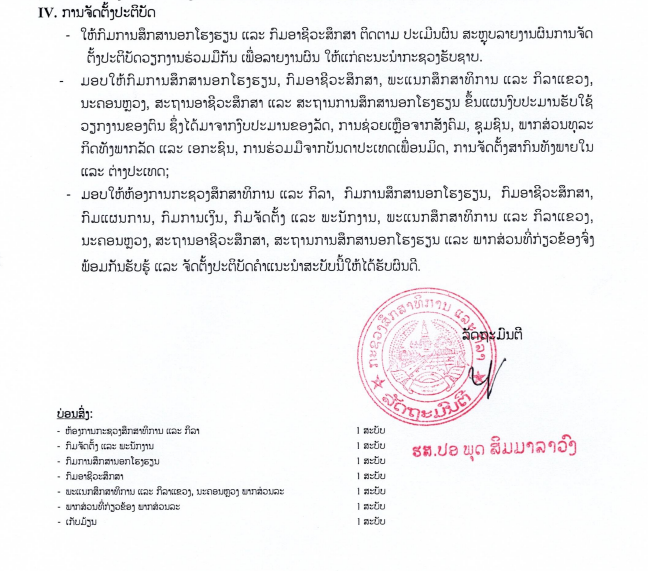 IV. ການຈັດຕັ້ງປະຕິບັດ
- ໃຫ້ກົມການສຶກສານອກໂຮງຮຽນ ແລະ ກົມອາຊີວະສຶກສາ ຕິດຕາມ ປະເມີນຜົນ ສະຫຼຸບລາຍງານຜົນການຈັດ
ຕັ້ງປະຕິບັດວຽກງານຮ່ວມມືກັນ ເພື່ອລາຍງານຜົນ ໃຫ້ແກ່ຄະນະນຳກະຊວງຮັບຊາບ.
- ມອບໃຫ້ກົມການສຶກສານອກໂຮງຮຽນ, ກົມອາຊີວະສຶກສາ, ພະແນກສຶກສາທິການ ແລະ ກິລາແຂວງ,
ນະຄອນຫຼວງ, ສະຖານອາຊີວະສຶກສາ ແລະ ສະຖານການສຶກສານອກໂຮງຮຽນ ຂຶ້ນແຜນງົບປະມານຮັບໃຊ້
ວຽກງານຂອງຕົນ ຊຶ່ງໄດ້ມາຈາກງົບປະມານຂອງລັດ, ການຊ່ວຍເຫຼືອຈາກສັງຄົມ, ຊຸມຊົນ, ພາກສ່ວນທຸລະ
ກິດທັງພາກລັດ ແລະ ເອກະຊົນ, ການຮ່ວມມືຈາກບັນດາປະເທດເພື່ອນມິດ, ການຈັດຕັ້ງສາກົນທັງພາຍໃນ
ແລະ ຕ່າງປະເທດ;
- ມອບໃຫ້ຫ້ອງການກະຊວງສຶກສາທິການ ແລະ ກິລາ, ກົມການສຶກສານອກໂຮງຮຽນ, ກົມອາຊີວະສຶກສາ,
ກົມແຜນການ, ກົມການເງິນ, ກົມຈັດຕັ້ງ ແລະ ພະນັກງານ, ພະແນກສຶກສາທິການ ແລະ ກິລາແຂວງ,
ນະຄອນຫຼວງ, ສະຖານອາຊີວະສຶກສາ, ສະຖານການສຶກສານອກໂຮງຮຽນ ແລະ ພາກສ່ວນທີ່ກ່ຽວຂ້ອງຈົ່ງ
ພ້ອມກັນຮັບຮູ້ ແລະ ຈັດຕັ້ງປະຕິບັດຄຳແນະນຳສະບັບນີ້ໃຫ້ໄດ້ຮັບຜົນດີ.
ກະຊວງສຶກສາທິການ ແລະ ກິລາ
ລັດຖະມົນຕີ
ລັດຖະມົນຕີ
ຮສ.ປອ ພຸດ ສິມມາລາວົງ
ບ່ອນສົ່ງ:
- ຫ້ອງການກະຊວງສຶກສາທິການ ແລະ ກິລາ 1 ສະບັບ
- ກົມຈັດຕັ້ງ ແລະ ພະນັກງານ 1 ສະບັບ
- ກົມການສຶກສານອກໂຮງຮຽນ 1 ສະບັບ
- ກົມອາຊີວະສຶກສາ 1 ສະບັບ
- ພະແນກສຶກສາທິການ ແລະ ກິລາແຂວງ, ນະຄອນຫຼວງ ພາກສ່ວນລະ 1 ສະບັບ
- ພາກສ່ວນທີ່ກ່ຽວຂ້ອງ ພາກສ່ວນລະ 1 ສະບັບ
- ເກັບມ້ຽນ 1 ສະບັບ